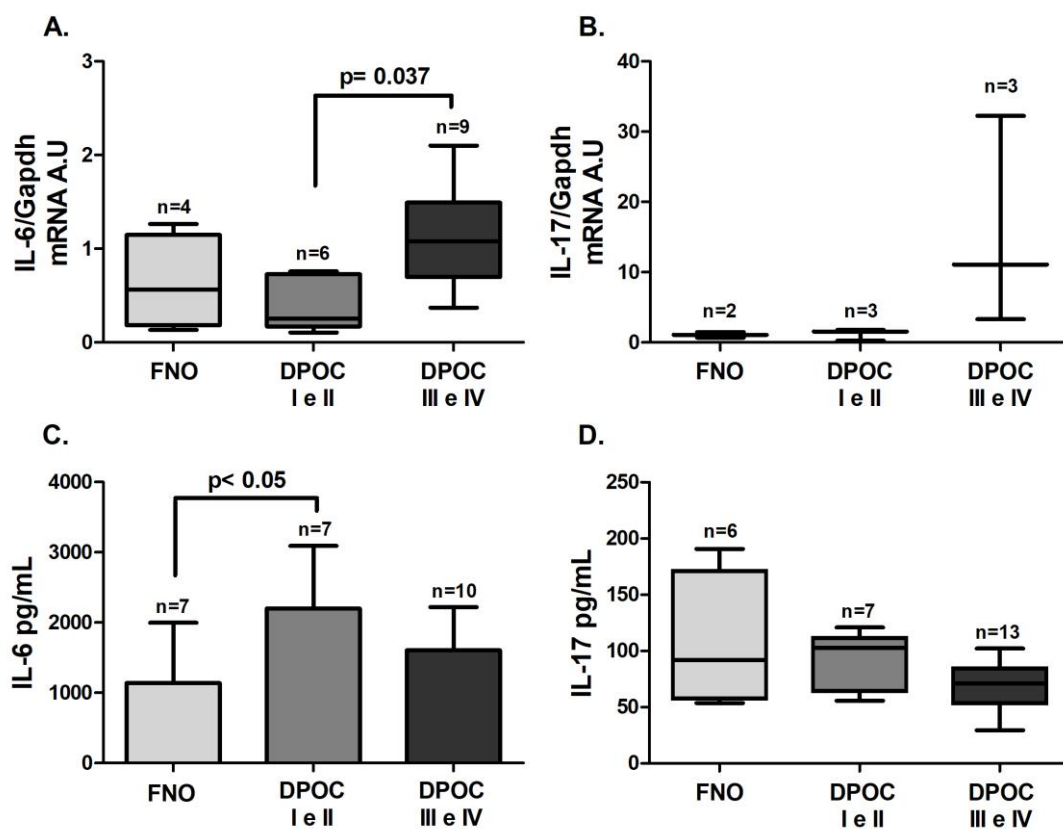 A.
IL-6/Gapdh
mRNA A.U
3
2
1
0
p= 0.037
n=4
n=6
n=9
FNO
DPOC
I e II
DPOC
III e IV
B.
IL-17/Gapdh
mRNA A.U
40
30
20
10
0
n=2
n=3
n=3
FNO
DPOC
I e II
DPOC
III e IV
C.
IL-6 pg/mL
4000
3000
2000
1000
0
p< 0.05
n=7
n=7
n=10
FNO
DPOC
I e II
DPOC
III e IV
D.
IL-17 pg/mL
250
200
150
100
50
0
n=6
n=7
n=13
FNO
DPOC
I e II
DPOC
III e IV